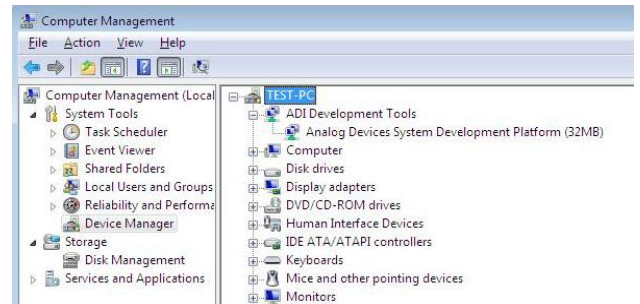 Computer Management
File Action View Help
Computer Management (Local
System Tools
Task Scheduler
Event Viewer
Shared Folders
Local Users and Groups
Reliability and Performa
Device Manager
Storage
Disk Management
Services and Applications
TEST-PC
ADI Development Tools
Analog Devices System Development Platform (32MB)
Computer
Disk drives
Display adapters
DVD/CD-ROM drives
Human Interface Devices
IDE ATA/ATAPI controllers
Keyboards
Mice and other pointing devices
Monitors